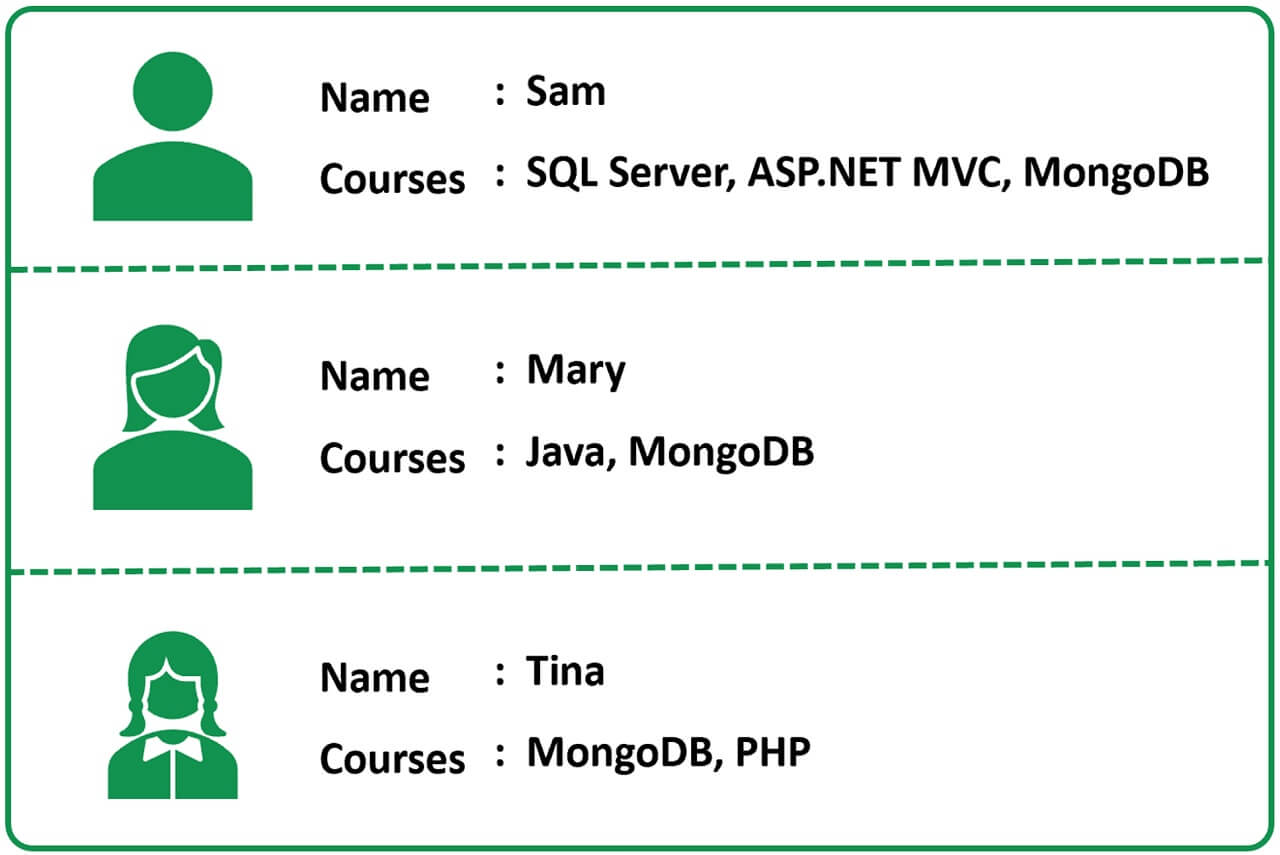 Name : Sam
Courses : SQL Server, ASP.NET MVC, MongoDB
Name : Mary
Courses : Java, MongoDB
Name : Tina
Courses : MongoDB, PHP